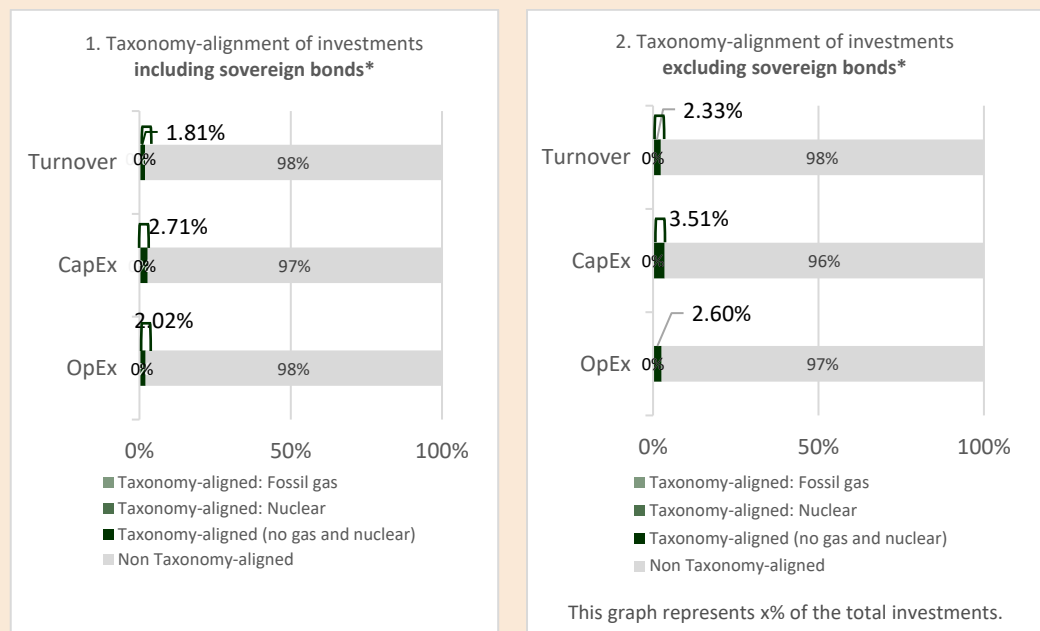 1. Taxonomy-alignment of investments
including sovereign bonds*
1.81%
Turnover 0% 98%
2.71%
CapEx 0% 97%
2.02%
OpEx 0% 98%
0% 50% 100%
Taxonomy-aligned: Fossil gas
Taxonomy-aligned: Nuclear
Taxonomy-aligned (no gas and nuclear)
Non Taxonomy-aligned
2. Taxonomy-alignment of investments
excluding sovereign bonds*
2.33%
Turnover 0% 98%
3.51%
CapEx 0% 96%
2.60%
OpEx 0% 97%
0% 50% 100%
Taxonomy-aligned: Fossil gas
Taxonomy-aligned: Nuclear
Taxonomy-aligned (no gas and nuclear)
Non Taxonomy-aligned
This graph represents x% of the total investments.